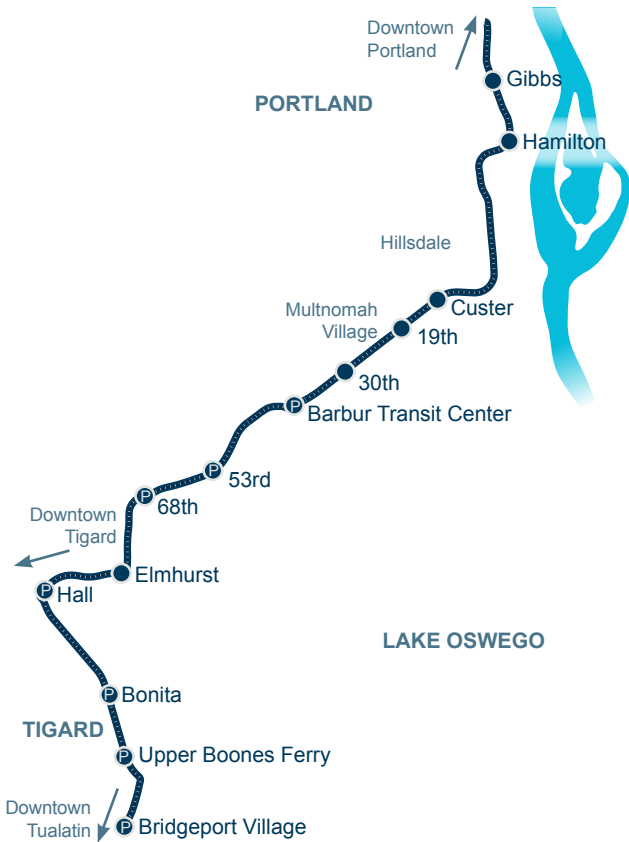 Downtown
Portland
Gibbs
PORTLAND
Hamilton
Hillsdale
Multnomah
Village
Custer
19th
30th
P
Barbur Transit Center
P
53rd
P
68th
Downtown
Tigard
Elmhurst
P
Hall
LAKE OSWEGO
P
Bonita
TIGARD
P
Upper Boones Ferry
Downtown
Tualatin
P
Bridgeport Village